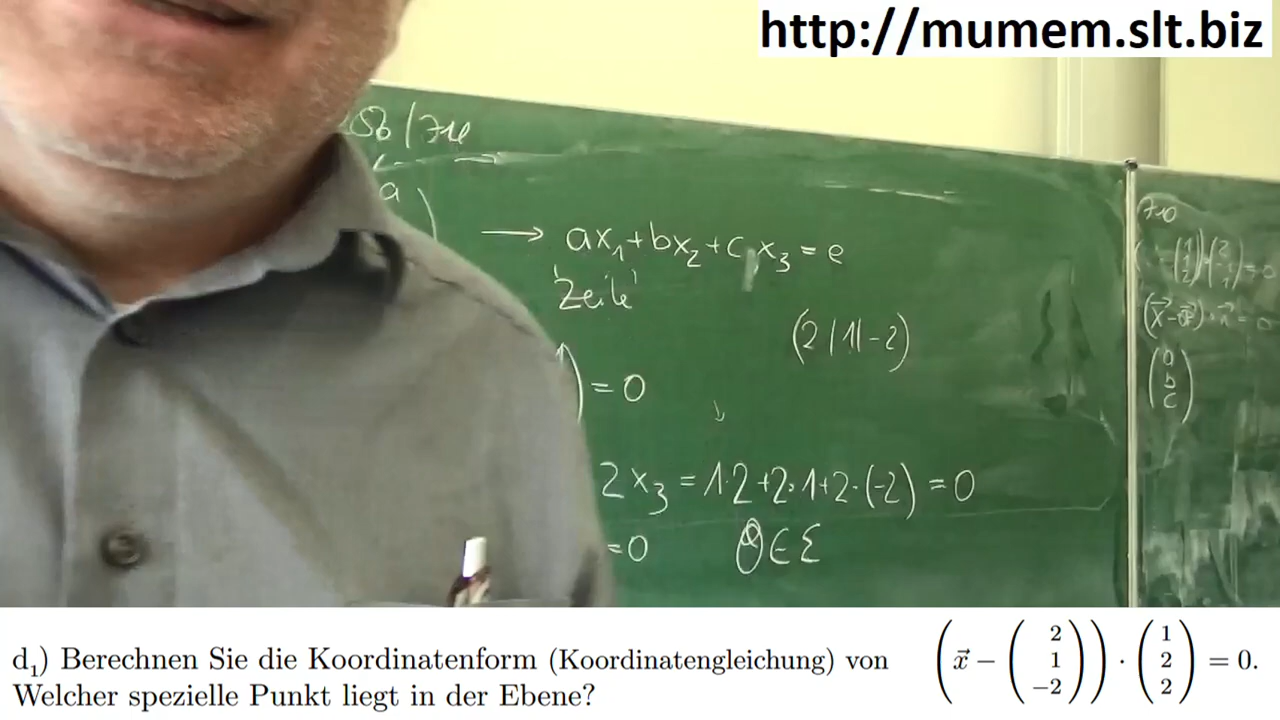 http://mumem.slt.biz
a
→ ax₁+bx₂+c₁x₃=e
'Zeile'
(2|1|-2)
)=0
2x₃=1·2+2·1+2·(-2)=0
=0 ∈ E
710
(x⃗ - ) · n⃗ = 0
(a
b
c)
d₁) Berechnen Sie die Koordinatenform (Koordinatengleichung) von (x⃗ − (2 1 −2)) · (1 2 2) = 0.
Welcher spezielle Punkt liegt in der Ebene?